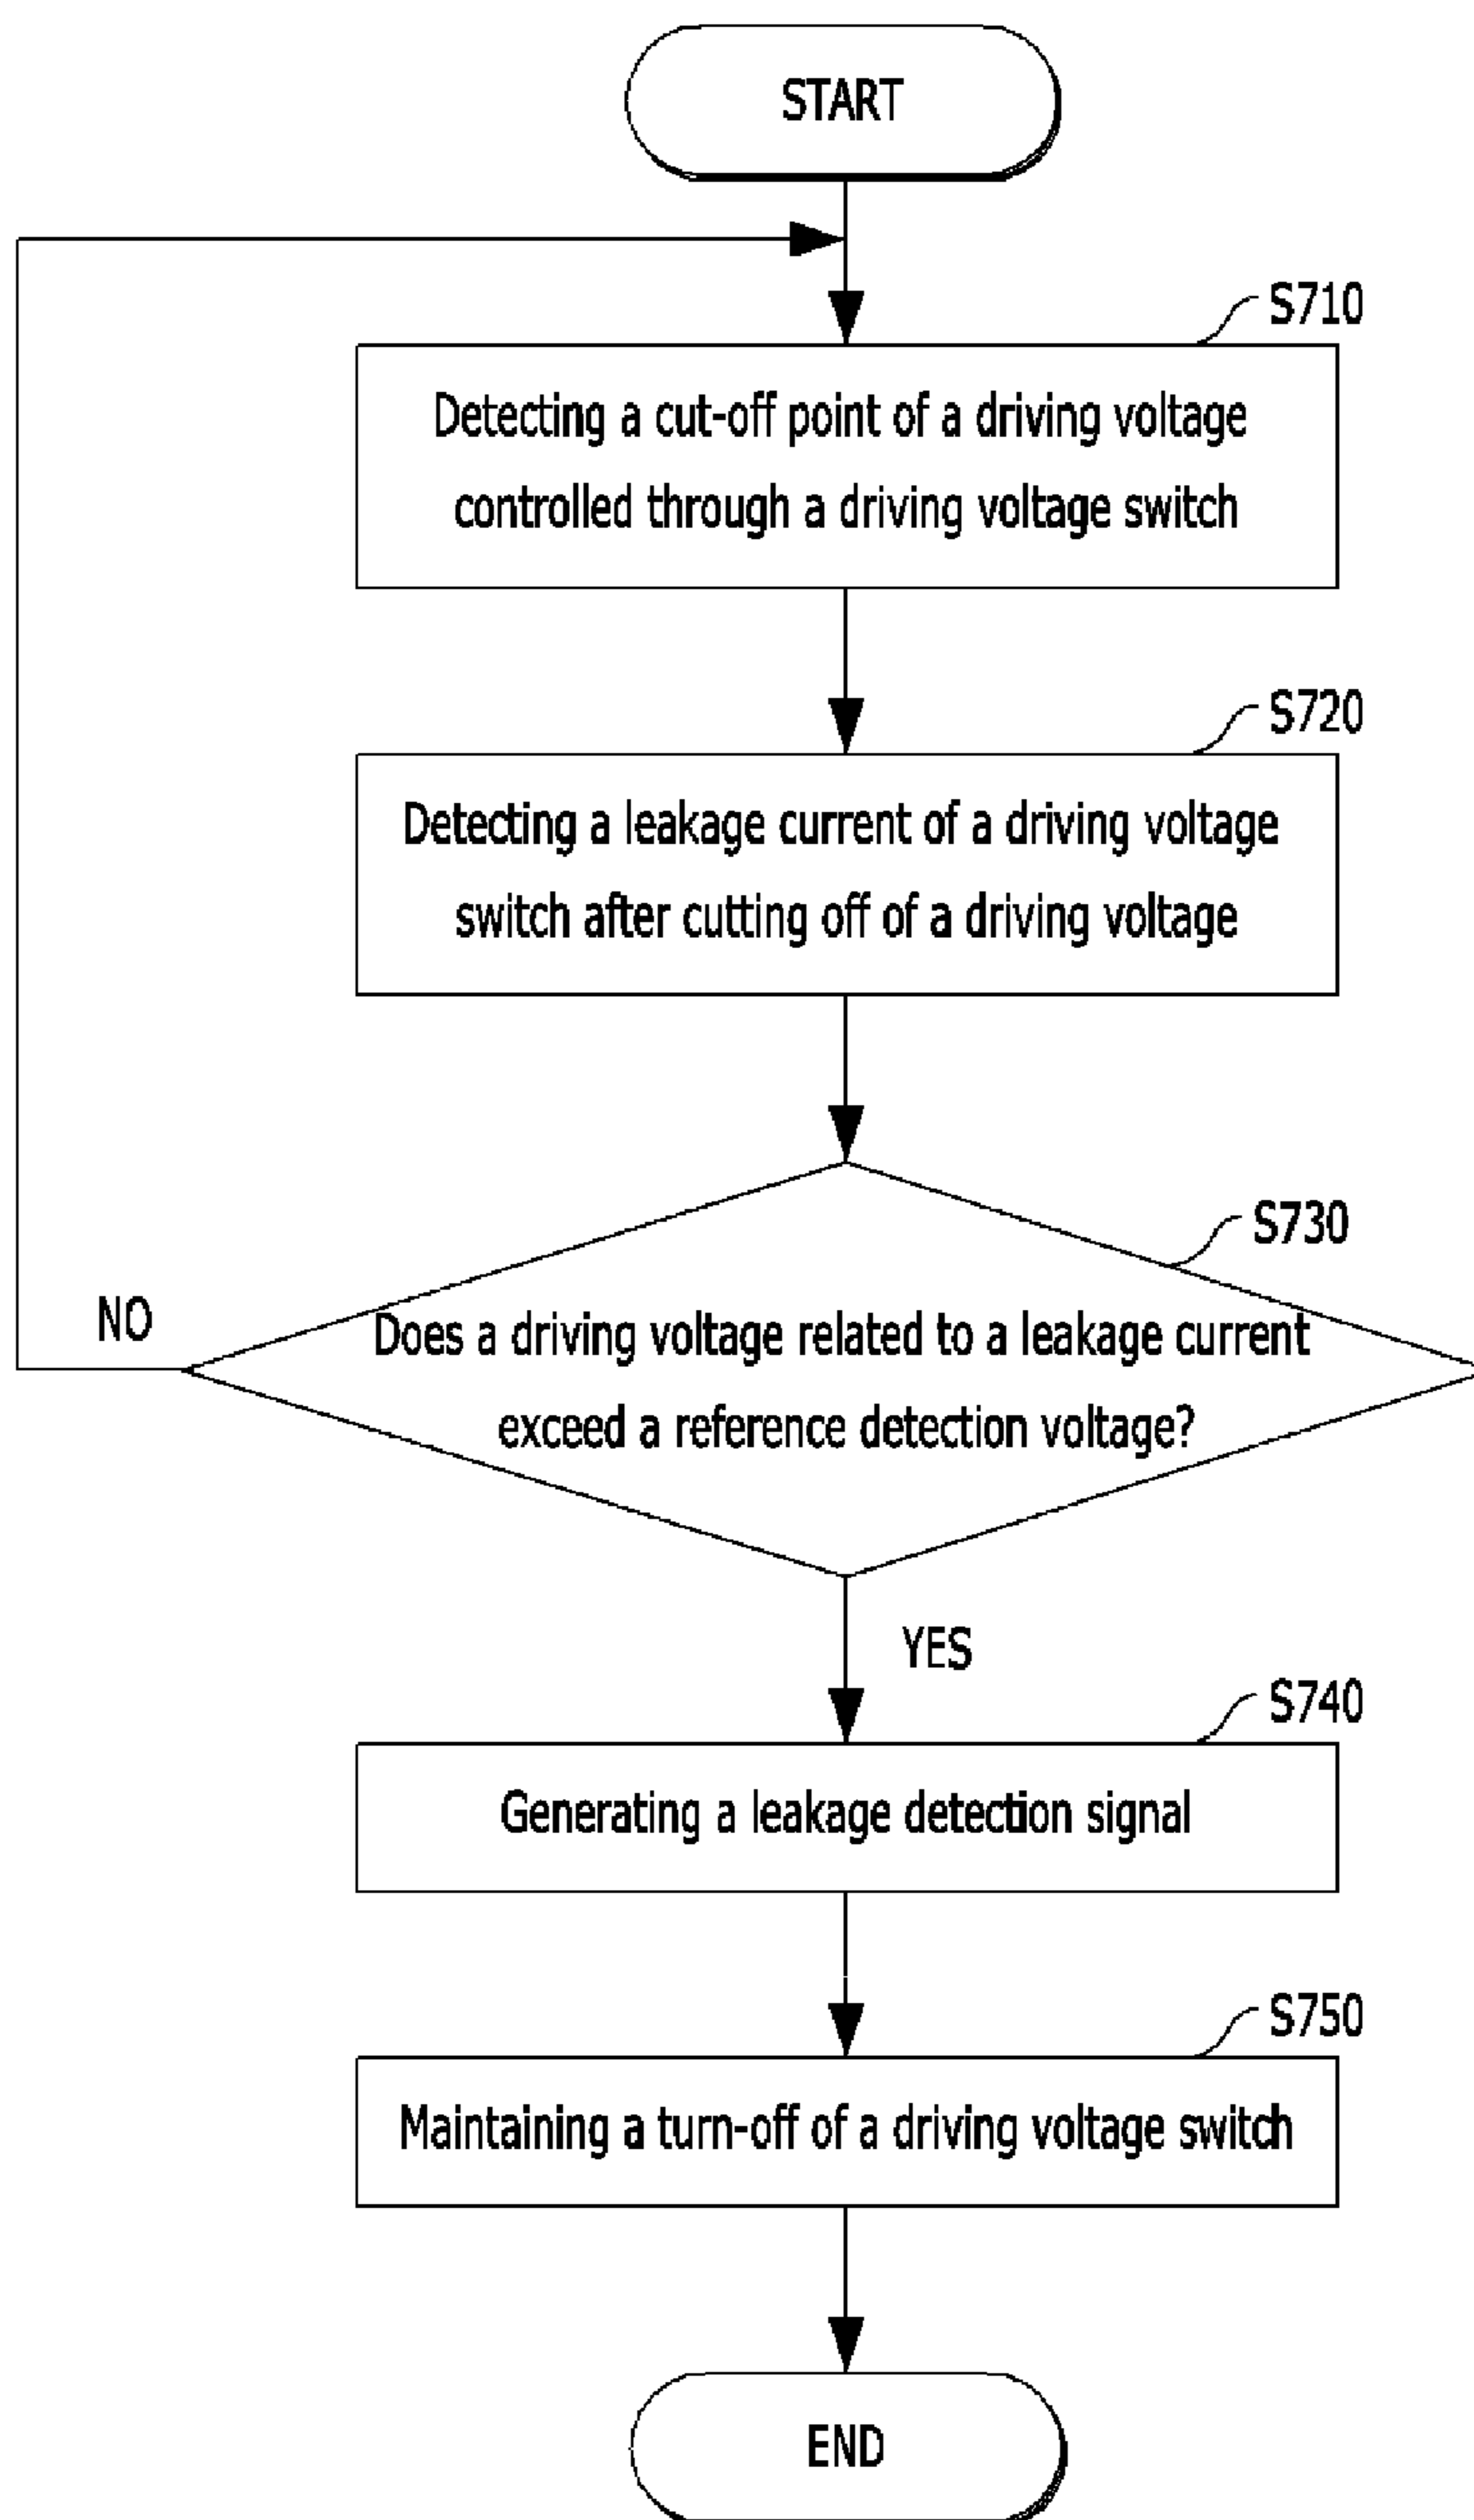 START
S710
Detecting a cut-off point of a driving voltage
controlled through a driving voltage switch
S720
Detecting a leakage current of a driving voltage
switch after cutting off of a driving voltage
S730
NO
Does a driving voltage related to a leakage current
exceed a reference detection voltage?
YES
S740
Generating a leakage detection signal
S750
Maintaining a turn-off of a driving voltage switch
END